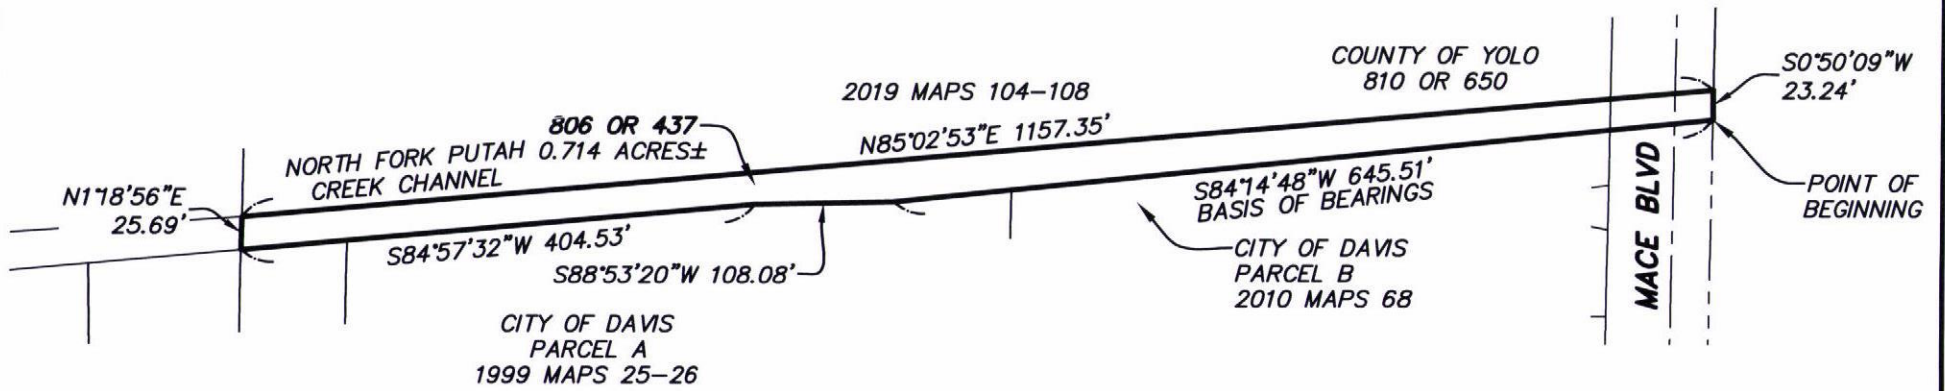 COUNTY OF YOLO
810 OR 650
S0°50'09"W
23.24'
2019 MAPS 104-108
806 OR 437
N85°02'53"E 1157.35'
NORTH FORK PUTAH 0.714 ACRES±
CREEK CHANNEL
N1°18'56"E
25.69'
S84°14'48"W 645.51'
BASIS OF BEARINGS
POINT OF
BEGINNING
MACE BLVD
S84°57'32"W 404.53'
S88°53'20"W 108.08'
CITY OF DAVIS
PARCEL B
2010 MAPS 68
CITY OF DAVIS
PARCEL A
1999 MAPS 25-26